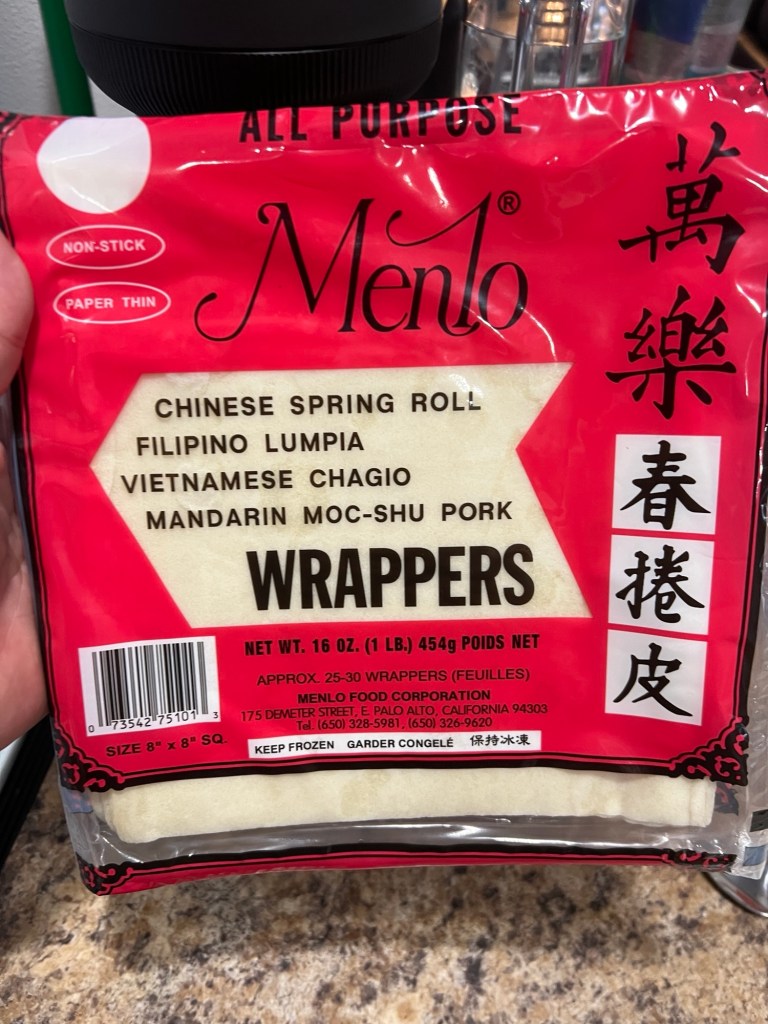 ALL PURPOSE
Menlo®
NON-STICK
PAPER THIN
CHINESE SPRING ROLL
FILIPINO LUMPIA
VIETNAMESE CHAGIO
MANDARIN MOC-SHU PORK
WRAPPERS
萬樂
春捲皮
NET WT. 16 OZ. (1 LB.) 454g POIDS NET
APPROX. 25-30 WRAPPERS (FEUILLES)
MENLO FOOD CORPORATION
175 DEMETER STREET, E. PALO ALTO, CALIFORNIA 94303
Tel. (650) 328-5981, (650) 326-9620
KEEP FROZEN GARDER CONGELÉ 保持冰凍
0 73542 75101 3
SIZE 8" x 8" SQ.